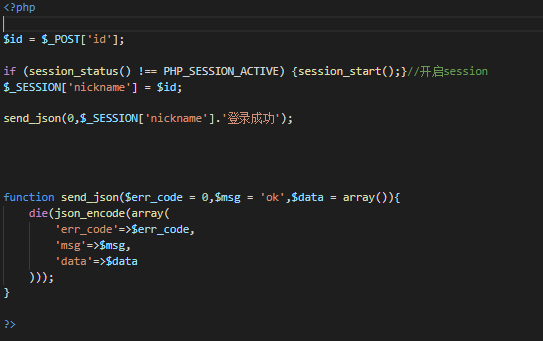 <?php
$id = $_POST['id'];
if (session_status() !== PHP_SESSION_ACTIVE) {session_start();}//开启session
$_SESSION['nickname'] = $id;
send_json(0,$_SESSION['nickname'].'登录成功');
function send_json($err_code = 0,$msg = 'ok',$data = array()){
die(json_encode(array(
'err_code'=>$err_code,
'msg'=>$msg,
'data'=>$data
)));
}
?>